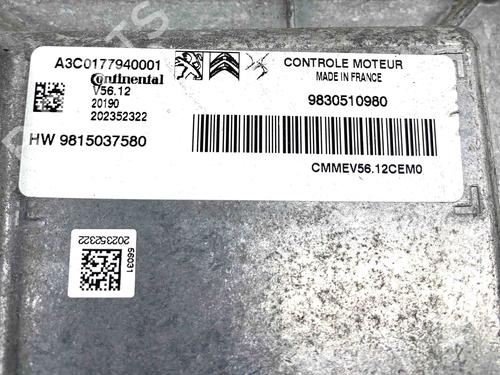 A3C0177940001
Continental
V56.12
20190
202352322
HW 9815037580
CONTROLE MOTEUR
MADE IN FRANCE
9830510980
CMMEV56.12CEM0
56031
202352322